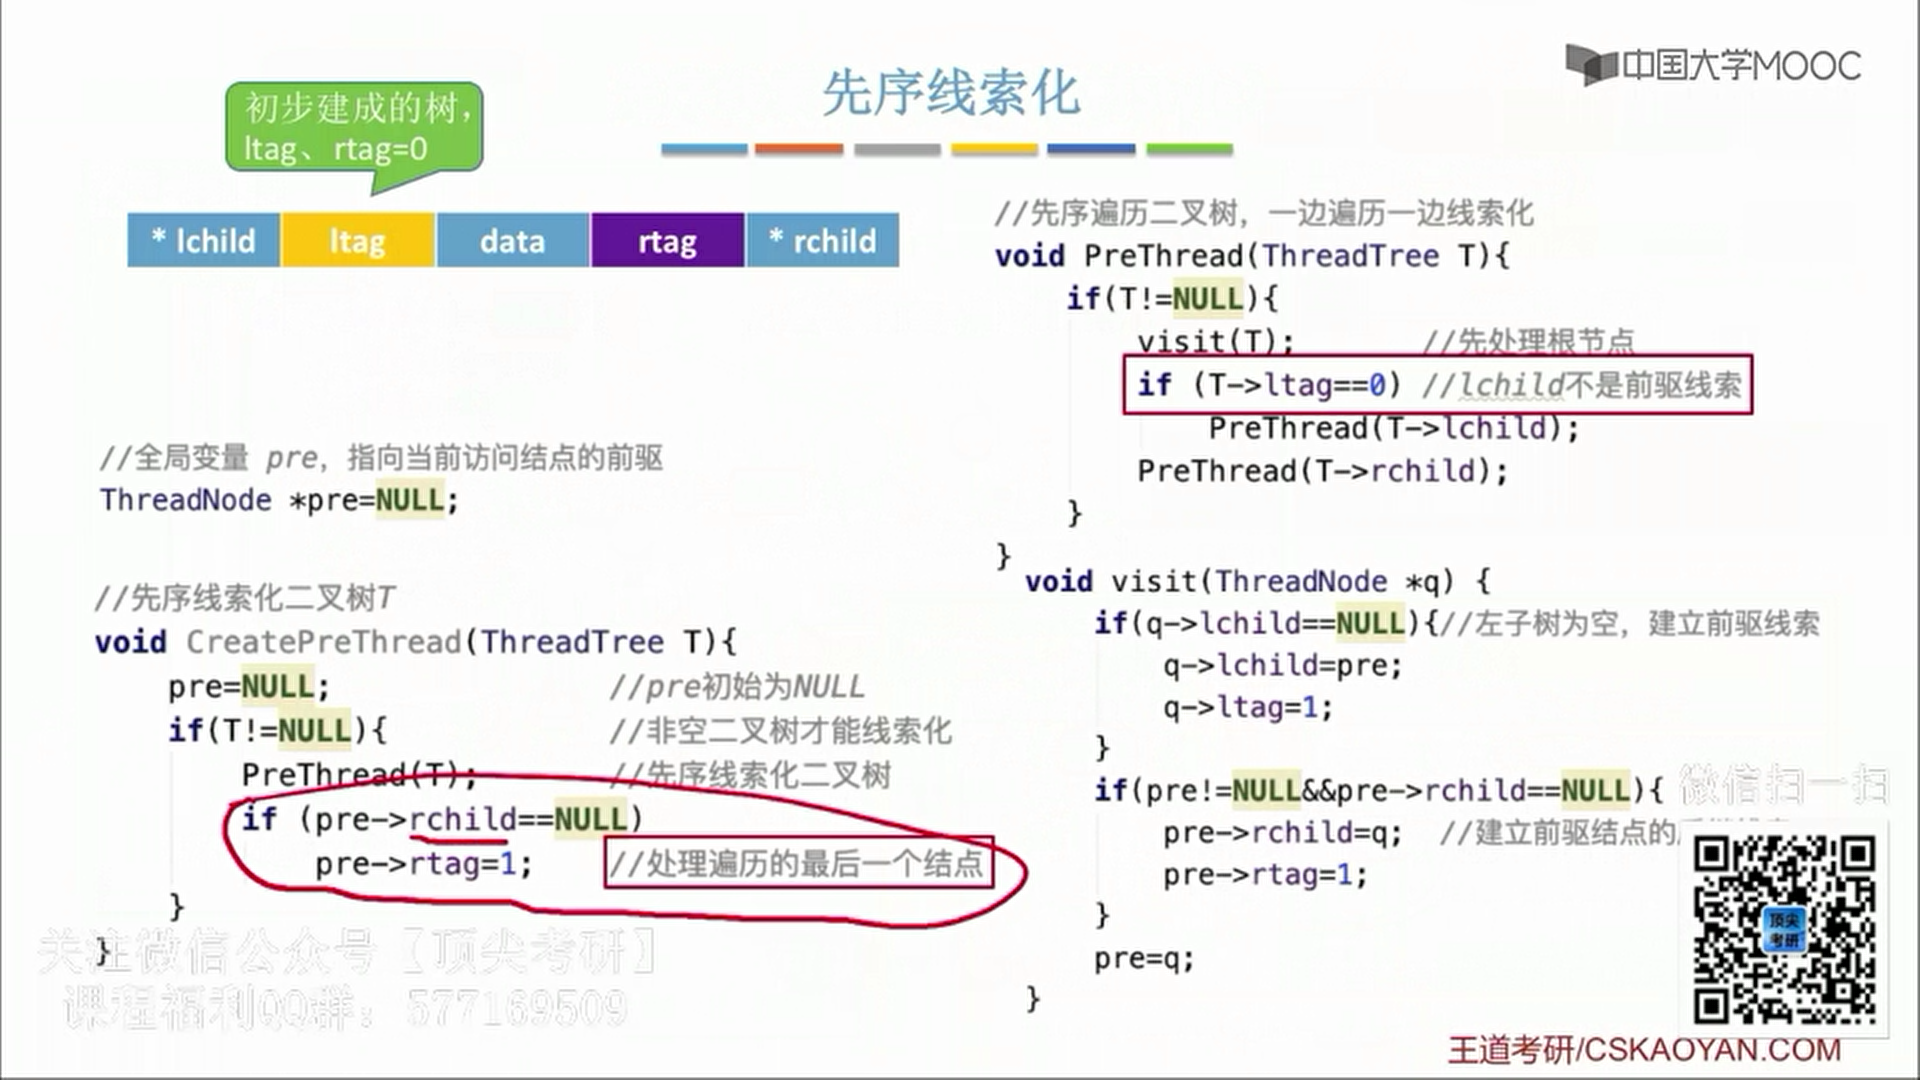 中国大学MOOC
先序线索化
初步建成的树,
ltag、rtag=0
* lchild ltag data rtag * rchild
//全局变量 pre, 指向当前访问结点的前驱
ThreadNode *pre=NULL;
//先序线索化二叉树T
void CreatePreThread(ThreadTree T){
pre=NULL; //pre初始为NULL
if(T!=NULL){ //非空二叉树才能线索化
PreThread(T); //先序线索化二叉树
if (pre->rchild==NULL)
pre->rtag=1; //处理遍历的最后一个结点
}
}
//先序遍历二叉树, 一边遍历一边线索化
void PreThread(ThreadTree T){
if(T!=NULL){
visit(T); //先处理根节点
if (T->ltag==0) //lchild不是前驱线索
PreThread(T->lchild);
PreThread(T->rchild);
}
}
void visit(ThreadNode *q) {
if(q->lchild==NULL){//左子树为空, 建立前驱线索
q->lchild=pre;
q->ltag=1;
}
if(pre!=NULL&&pre->rchild==NULL){
pre->rchild=q; //建立前驱结点的
pre->rtag=1;
}
pre=q;
}
微信扫一扫
顶尖
考研
关注微信公众号【顶尖考研】
课程福利QQ群: 577169509
王道考研/CSKAOYAN.COM